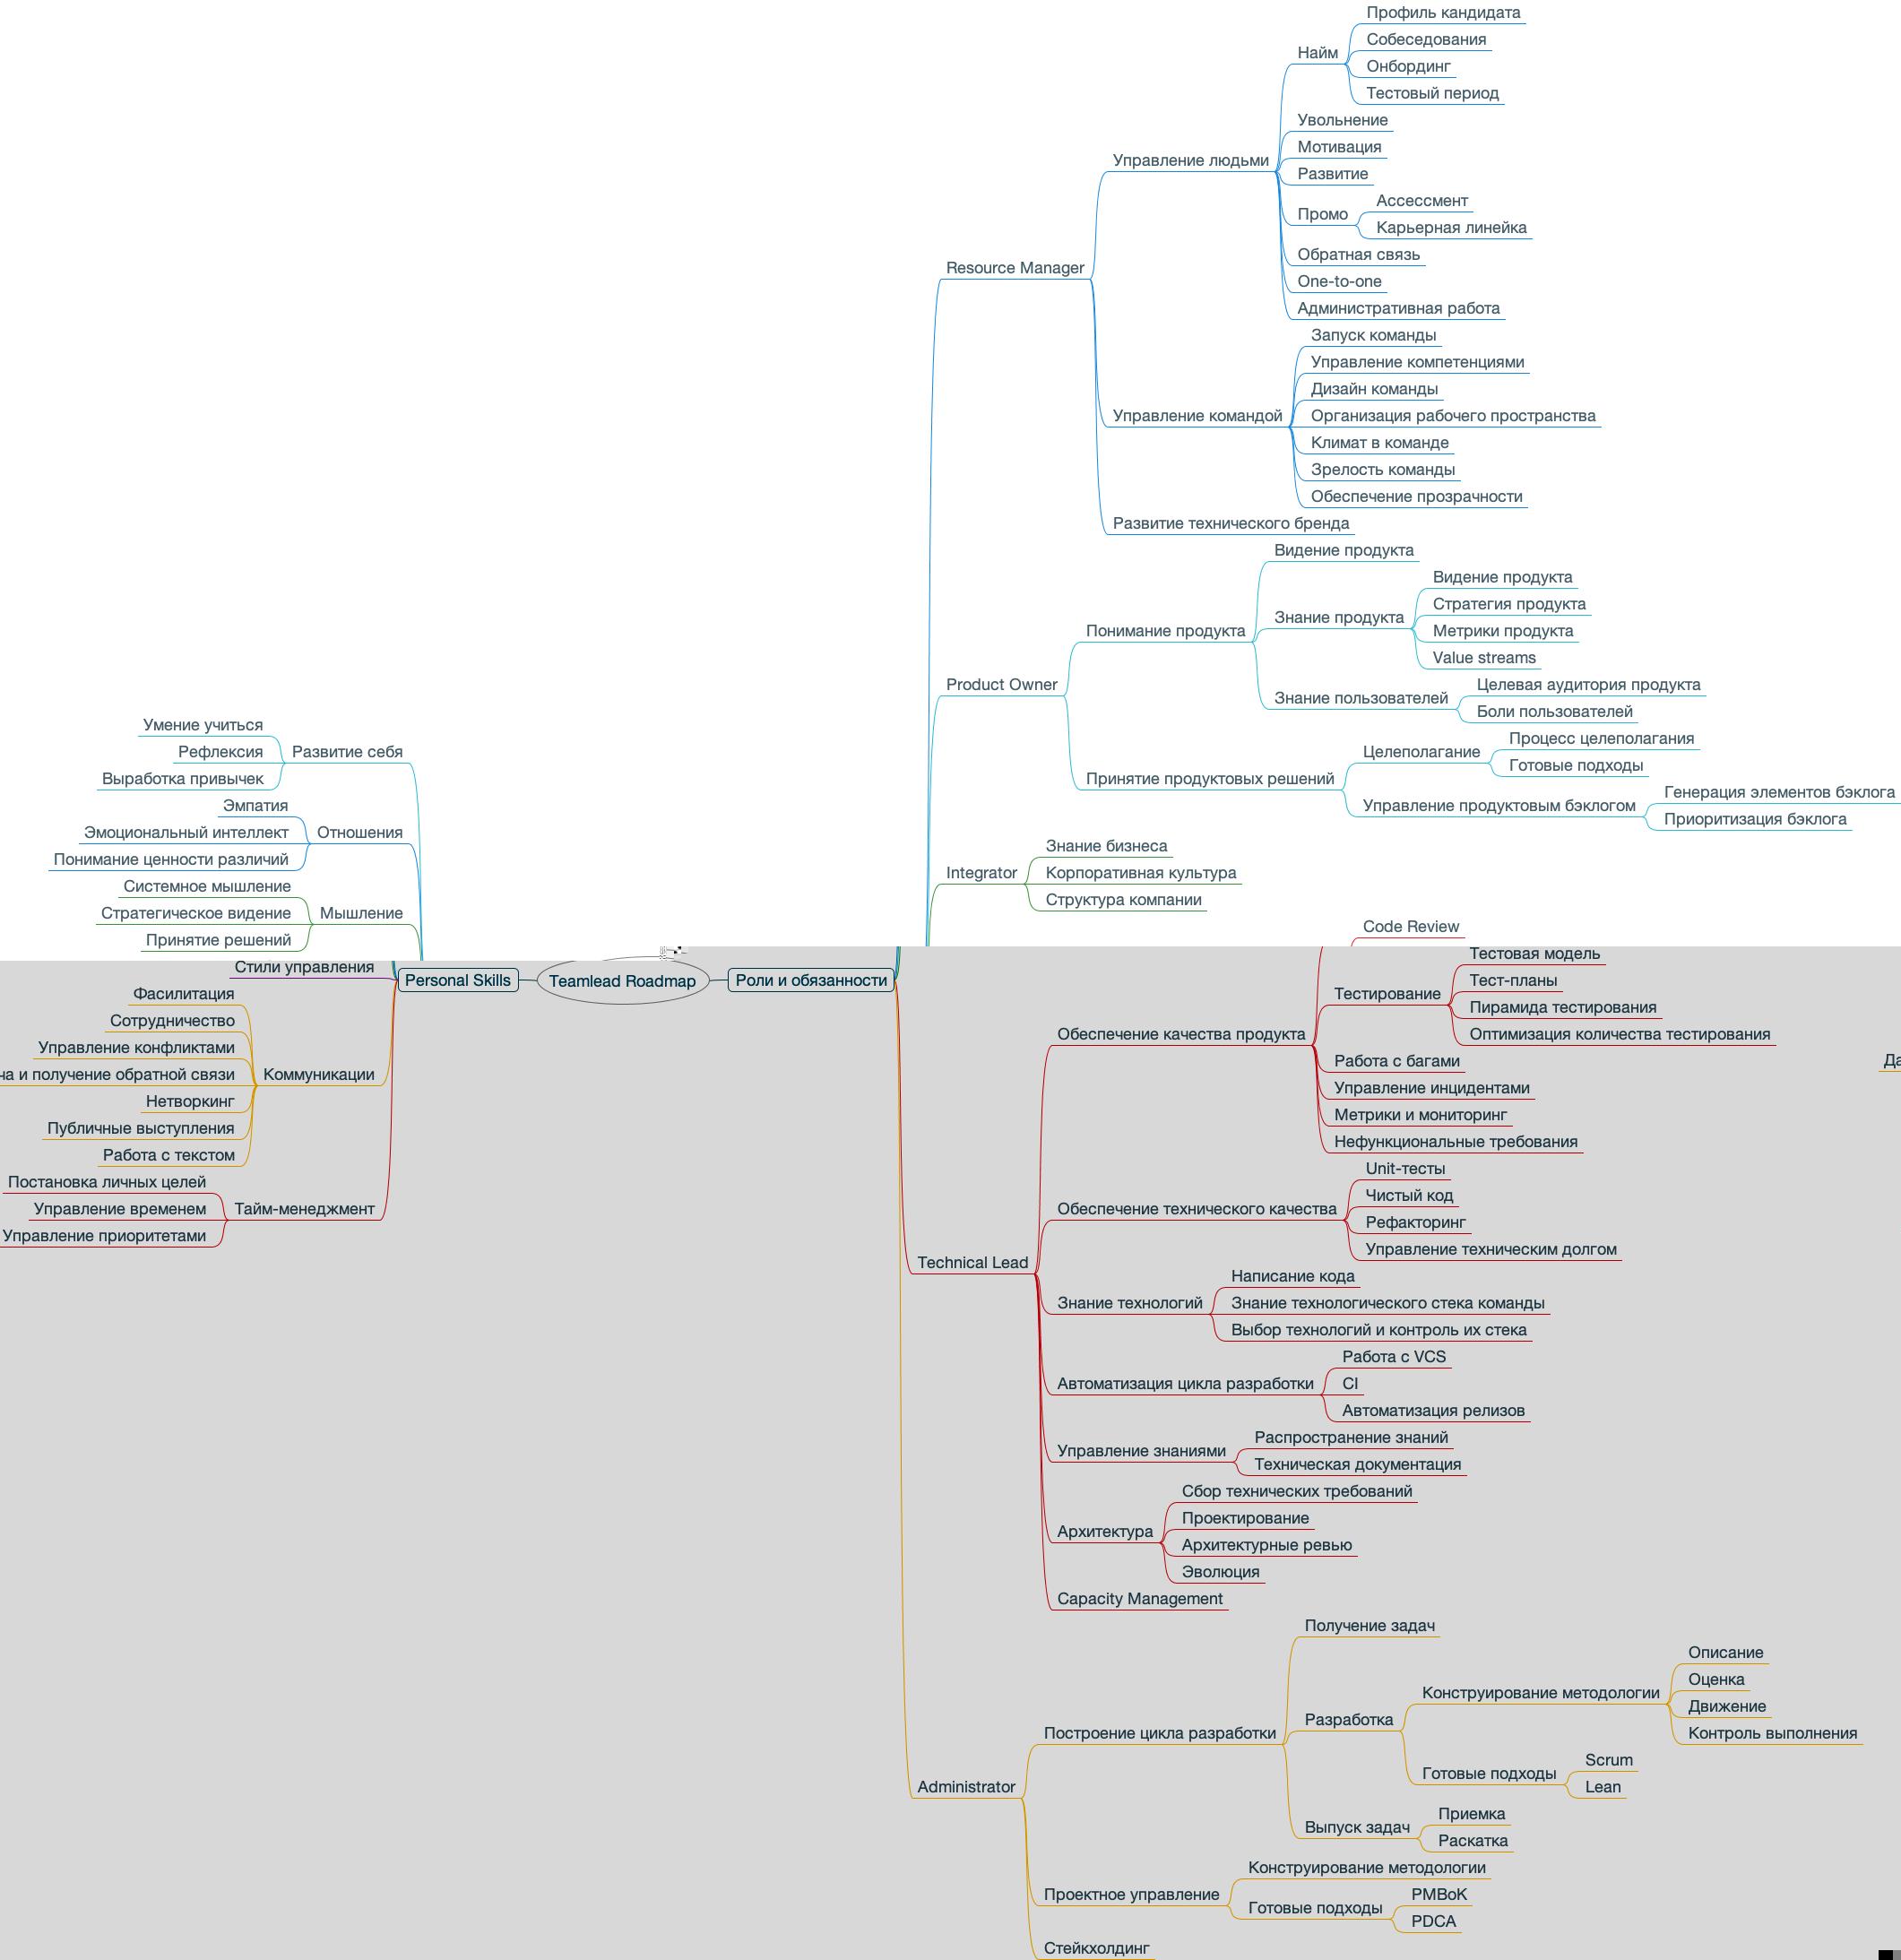 Профиль кандидата
Найм
Собеседования
Онбординг
Тестовый период
Увольнение
Мотивация
Управление людьми
Развитие
Ассессмент
Промо
Карьерная линейка
Обратная связь
Resource Manager
One-to-one
Административная работа
Запуск команды
Управление компетенциями
Дизайн команды
Управление командой
Организация рабочего пространства
Климат в команде
Зрелость команды
Обеспечение прозрачности
Развитие технического бренда
Видение продукта
Видение продукта
Стратегия продукта
Знание продукта
Понимание продукта
Метрики продукта
Value streams
Product Owner
Целевая аудитория продукта
Знание пользователей
Боли пользователей
Процесс целеполагания
Целеполагание
Готовые подходы
Принятие продуктовых решений
Генерация элементов бэклога
Управление продуктовым бэклогом
Приоритизация бэклога
Знание бизнеса
Integrator
Корпоративная культура
Структура компании
Умение учиться
Рефлексия
Развитие себя
Выработка привычек
Эмпатия
Эмоциональный интеллект
Отношения
Понимание ценности различий
Системное мышление
Стратегическое видение
Мышление
Принятие решений
Стили управления
Personal Skills
Teamlead Roadmap
Роли и обязанности
Фасилитация
Сотрудничество
Управление конфликтами
ча и получение обратной связи
Коммуникации
Нетворкинг
Публичные выступления
Работа с текстом
Постановка личных целей
Управление временем
Тайм-менеджмент
Управление приоритетами
Code Review
Тестовая модель
Тестирование
Тест-планы
Пирамида тестирования
Оптимизация количества тестирования
Обеспечение качества продукта
Работа с багами
Да
Управление инцидентами
Метрики и мониторинг
Нефункциональные требования
Unit-тесты
Чистый код
Обеспечение технического качества
Рефакторинг
Управление техническим долгом
Technical Lead
Написание кода
Знание технологий
Знание технологического стека команды
Выбор технологий и контроль их стека
Работа с VCS
Автоматизация цикла разработки
CI
Автоматизация релизов
Распространение знаний
Управление знаниями
Техническая документация
Сбор технических требований
Проектирование
Архитектура
Архитектурные ревью
Эволюция
Capacity Management
Получение задач
Описание
Оценка
Конструирование методологии
Движение
Разработка
Контроль выполнения
Построение цикла разработки
Scrum
Готовые подходы
Lean
Administrator
Приемка
Выпуск задач
Раскатка
Конструирование методологии
Проектное управление
PMBoK
Готовые подходы
PDCA
Стейкхолдинг